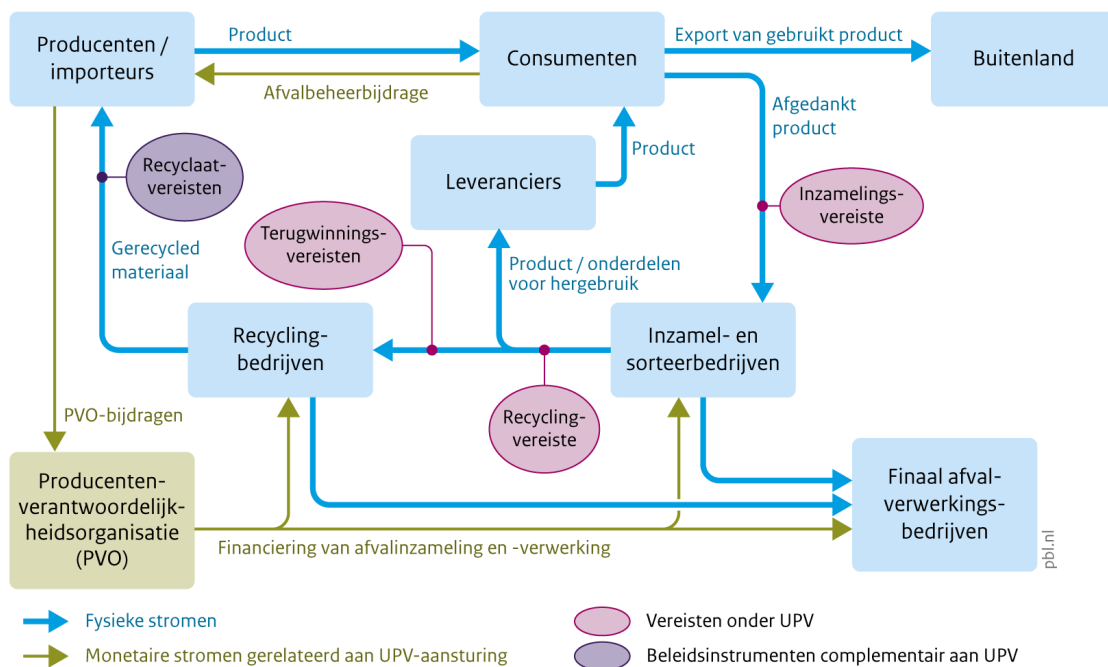 Producenten /
importeurs
Product
Afvalbeheerbijdrage
Consumenten
Export van gebruikt product
Buitenland
Afgedankt
product
Leveranciers
Product
Recyclaat-
vereisten
Inzamelings-
vereiste
Terugwinnings-
vereisten
Gerecycled
materiaal
Product / onderdelen
voor hergebruik
Recycling-
bedrijven
Inzamel- en
sorteerbedrijven
Recycling-
vereiste
PVO-bijdragen
Producenten-
verantwoordelijk-
heidsorganisatie
(PVO)
Financiering van afvalinzameling en -verwerking
Finaal afval-
verwerkings-
bedrijven
pbl.nl
Fysieke stromen
Vereisten onder UPV
Monetaire stromen gerelateerd aan UPV-aansturing
Beleidsinstrumenten complementair aan UPV